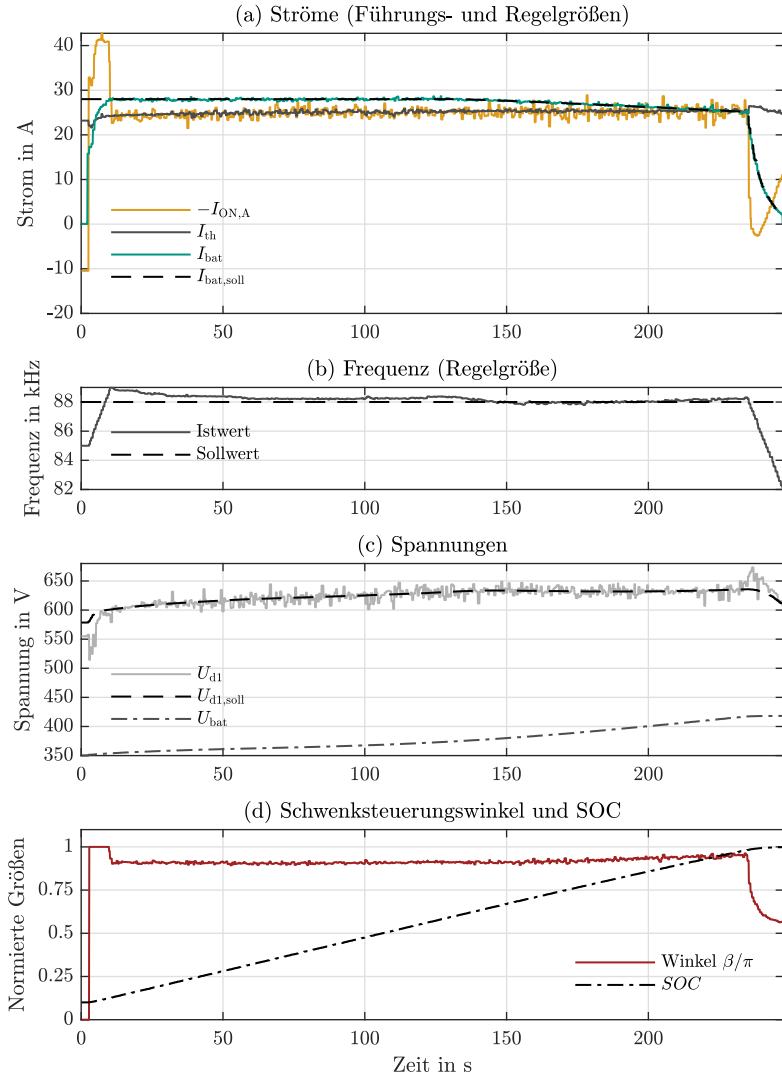 (a) Ströme (Führungs- und Regelgrößen)
40
30
20
10
0
-10
-20
Strom in A
−I_ON,A
I_th
I_bat
I_bat,soll
0 50 100 150 200
(b) Frequenz (Regelgröße)
88
86
84
82
Frequenz in kHz
Istwert
Sollwert
0 50 100 150 200
(c) Spannungen
650
600
550
500
450
400
350
Spannung in V
U_d1
U_d1,soll
U_bat
0 50 100 150 200
(d) Schwenksteuerungswinkel und SOC
1
0.75
0.5
0.25
0
Normierte Größen
Winkel β/π
SOC
0 50 100 150 200
Zeit in s